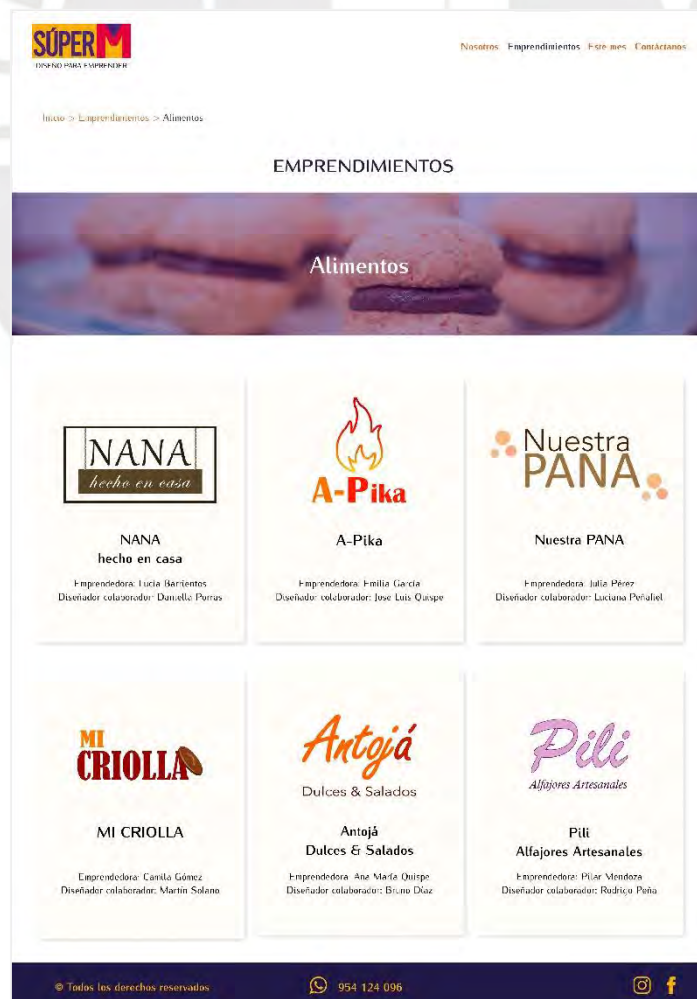 SÚPER M
DISEÑO PARA EMPRENDER
Nosotros Emprendimientos Este mes Contáctanos
Inicio > Emprendimientos > Alimentos
EMPRENDIMIENTOS
Alimentos
NANA
hecho en casa
A-Pika
Nuestra
PANA
NANA
hecho en casa
A-Pika
Nuestra PANA
Emprendedora: Lucía Barrientos
Diseñador colaborador: Daniella Porras
Emprendedora: Emilia García
Diseñador colaborador: Jose Luis Quispe
Emprendedora: Julia Pérez
Diseñador colaborador: Luciana Peñafiel
MI
CRIOLLA
Antojá
Dulces & Salados
Pili
Alfajores Artesanales
MI CRIOLLA
Antojá
Dulces & Salados
Pili
Alfajores Artesanales
Emprendedora: Camila Gómez
Diseñador colaborador: Martín Solano
Emprendedora: Ana María Quispe
Diseñador colaborador: Bruno Díaz
Emprendedora: Pilar Mendoza
Diseñador colaborador: Rodrigo Peña
© Todos los derechos reservados
954 124 096